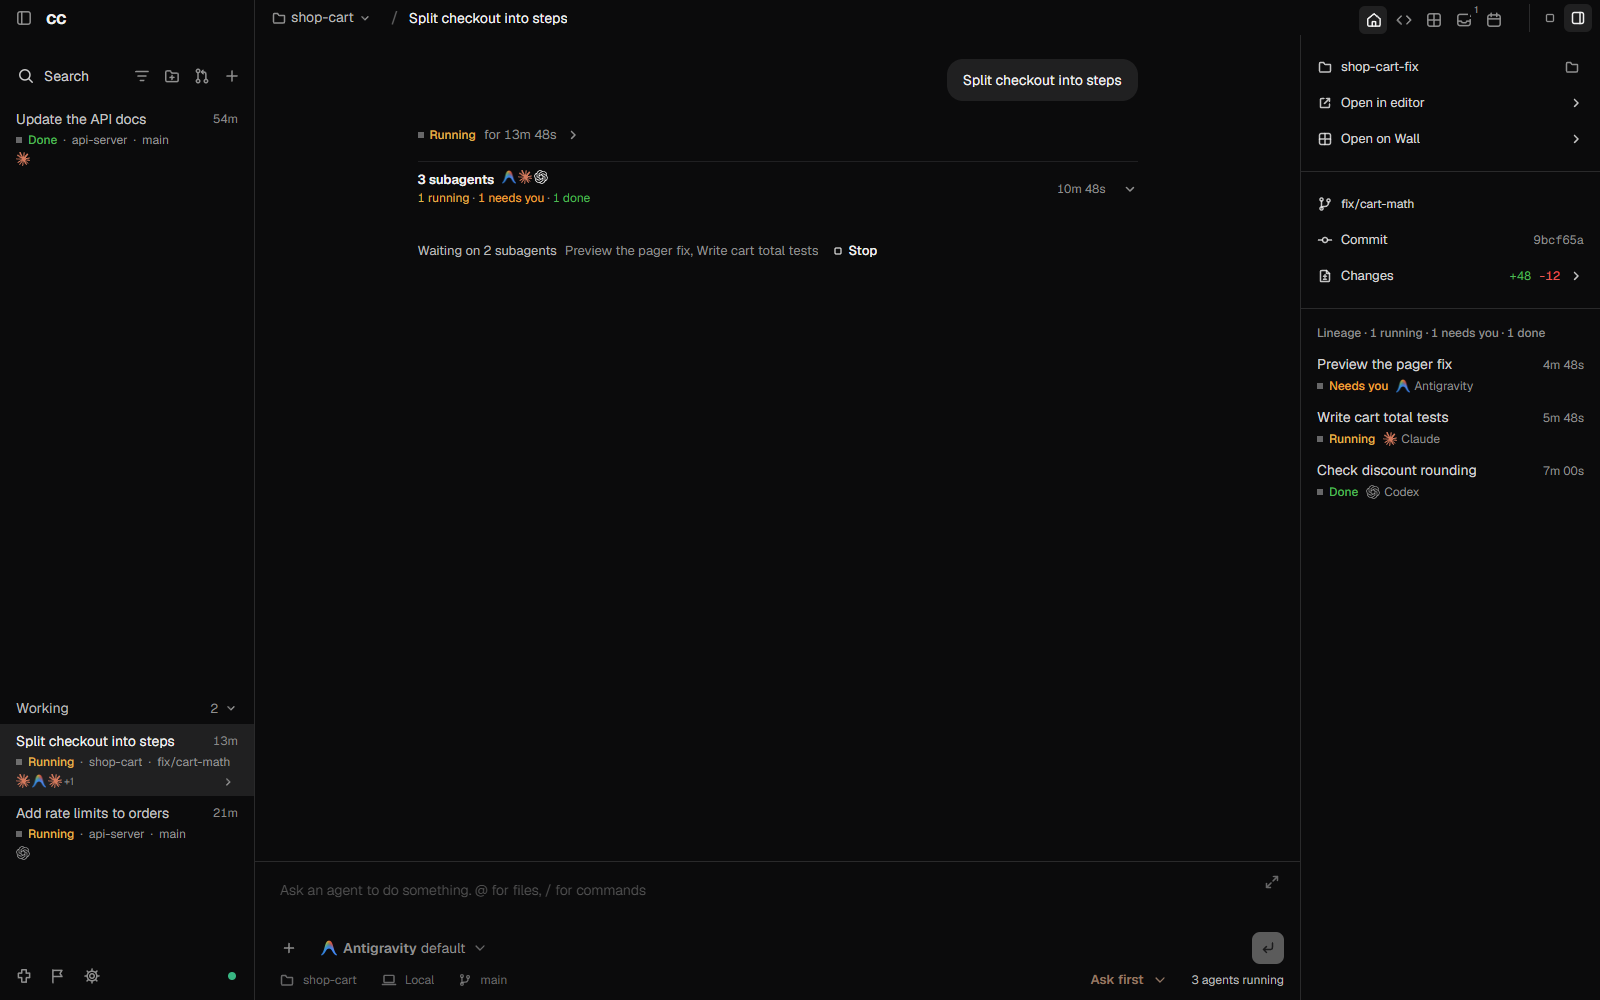 cc
Search
Update the API docs 54m
Done · api-server · main
Working 2
Split checkout into steps 13m
Running · shop-cart · fix/cart-math
+1
Add rate limits to orders 21m
Running · api-server · main
shop-cart / Split checkout into steps
1
Split checkout into steps
Running for 13m 48s
3 subagents
1 running · 1 needs you · 1 done
10m 48s
Waiting on 2 subagents Preview the pager fix, Write cart total tests Stop
Ask an agent to do something. @ for files, / for commands
Antigravity default
shop-cart Local main
Ask first 3 agents running
shop-cart-fix
Open in editor
Open on Wall
fix/cart-math
Commit 9bcf65a
Changes +48 -12
Lineage · 1 running · 1 needs you · 1 done
Preview the pager fix 4m 48s
Needs you Antigravity
Write cart total tests 5m 48s
Running Claude
Check discount rounding 7m 00s
Done Codex